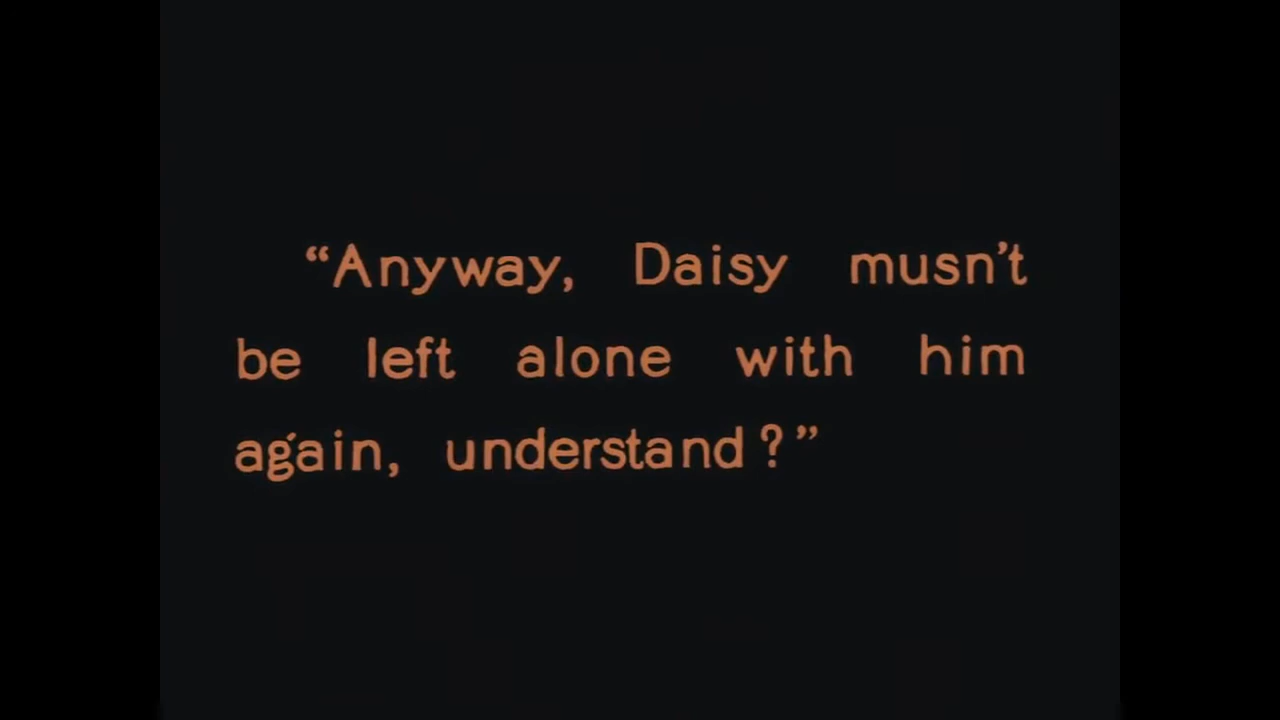 “Anyway, Daisy musn’t
be left alone with him
again, understand?”